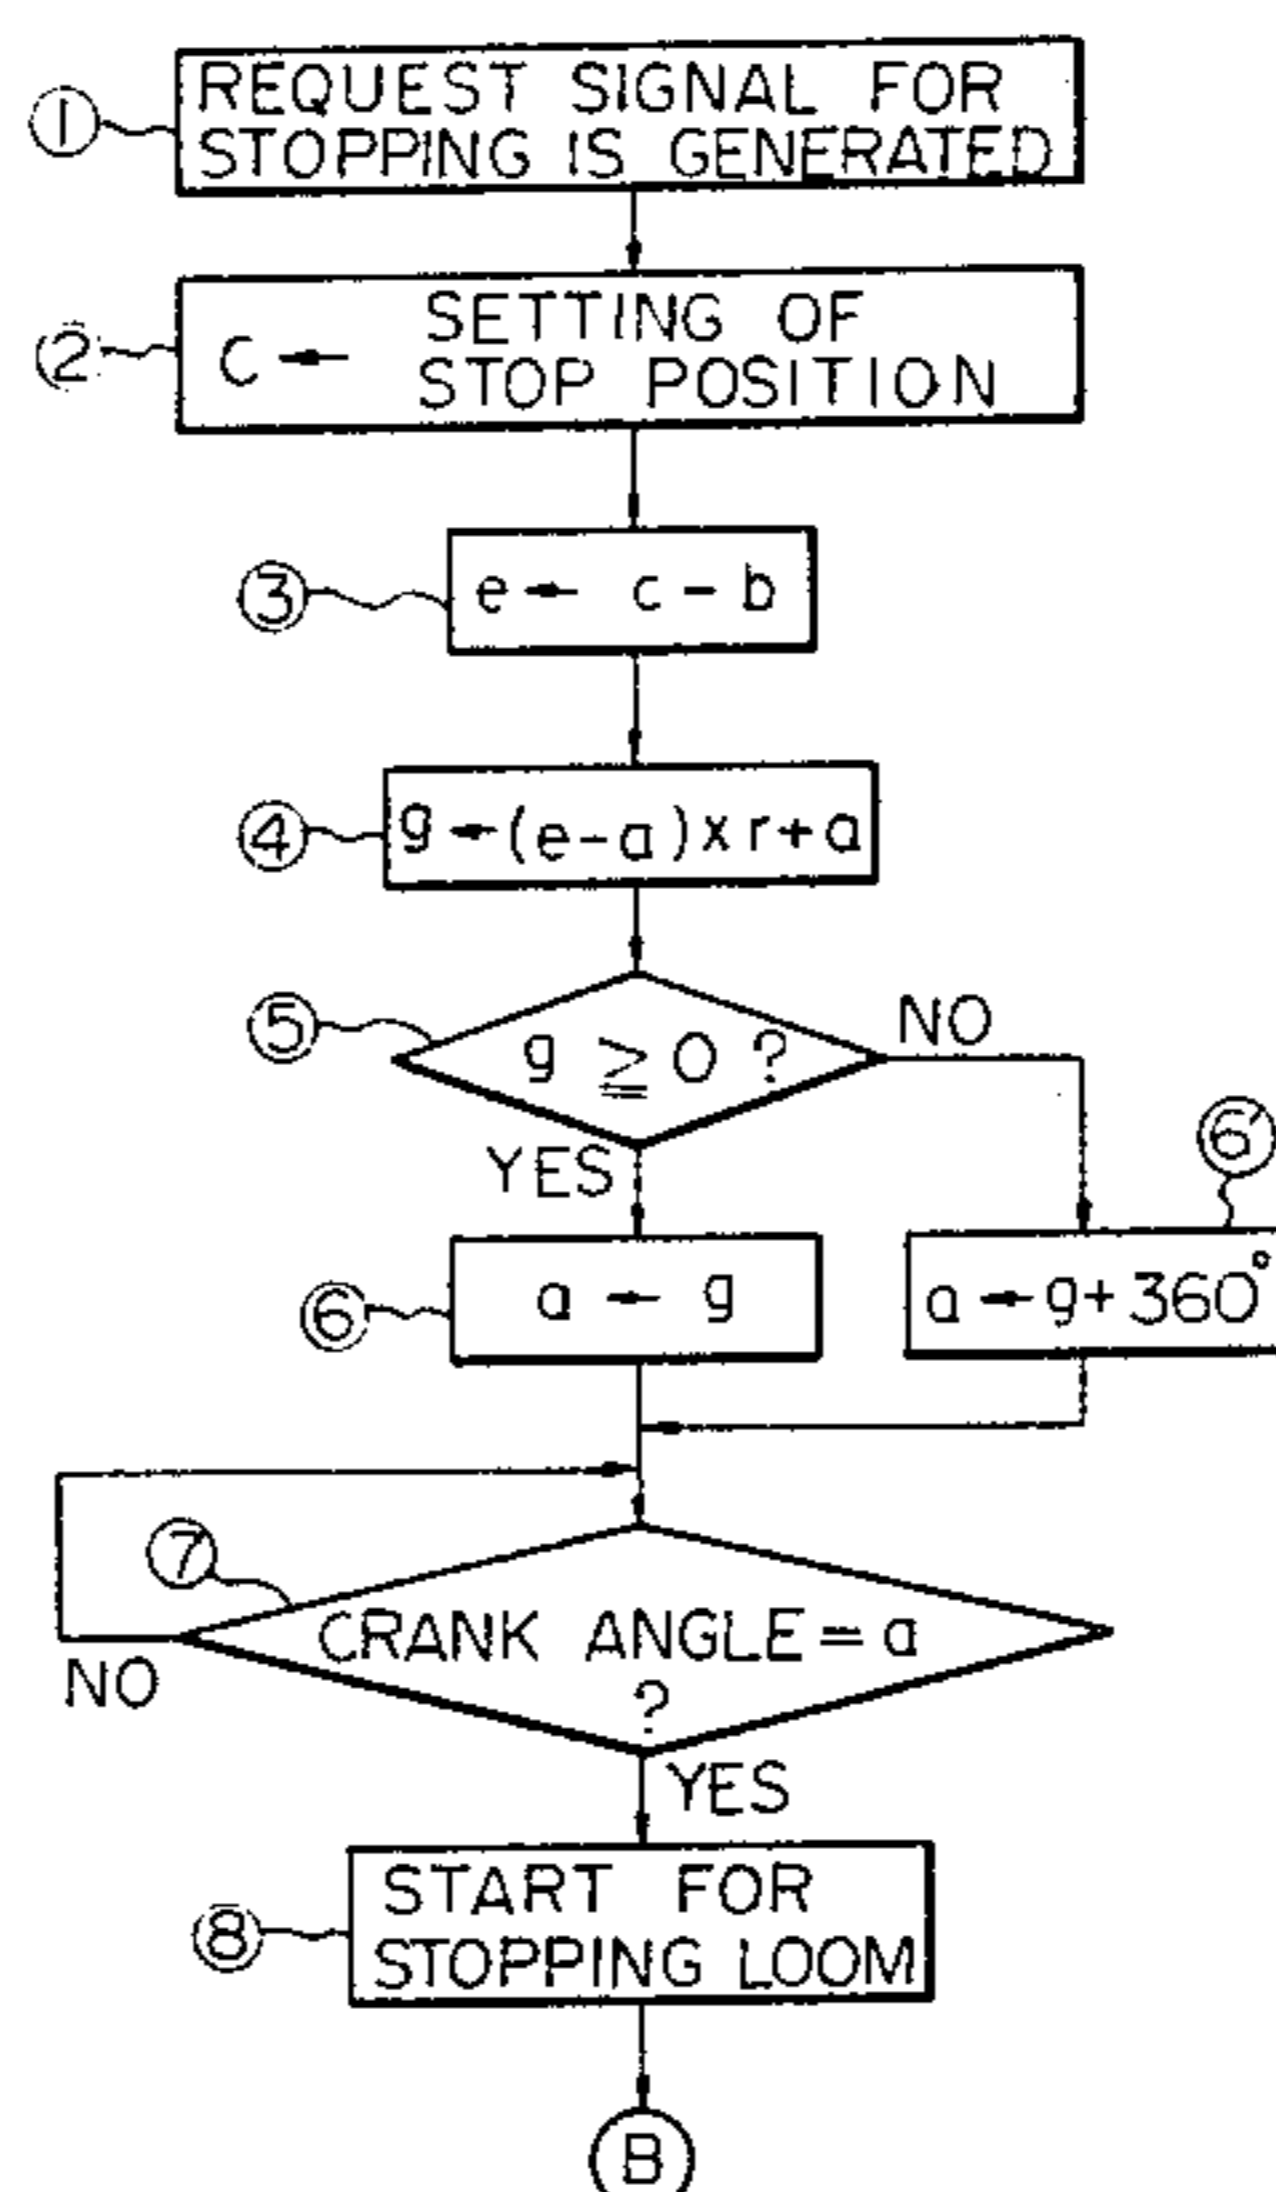 ①
REQUEST SIGNAL FOR
STOPPING IS GENERATED
②
C ← SETTING OF
STOP POSITION
③
e ← c - b
④
g ← (e-a) x r + a
⑤
g ≧ 0 ?
NO
YES
⑥
a ← g
⑥'
a ← g + 360°
⑦
CRANK ANGLE = a
?
NO
YES
⑧
START FOR
STOPPING LOOM
B